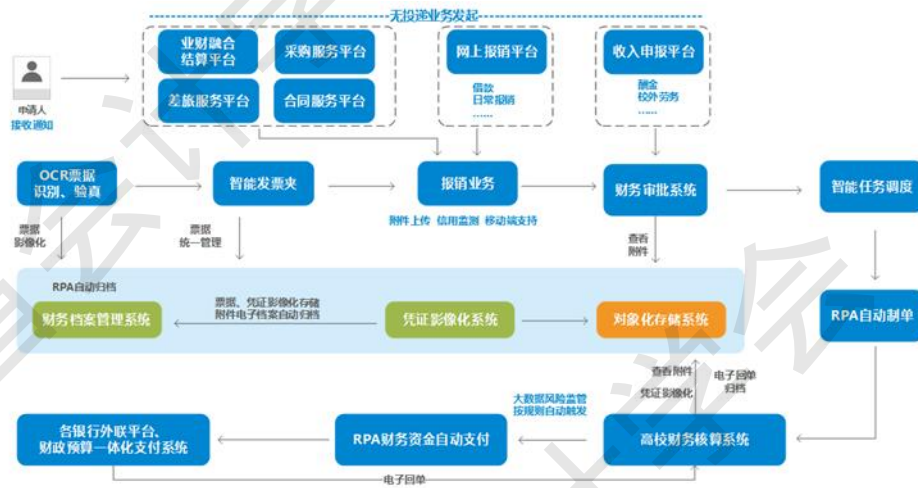 无投递业务发起
业财融合
结算平台
采购服务平台
差旅服务平台
合同服务平台
网上报销平台
借款
日常报销
......
收入申报平台
酬金
校外劳务
......
申请人
接收通知
OCR票据
识别、验真
智能发票夹
报销业务
财务审批系统
智能任务调度
附件上传 信用监测 移动端支持
票据
影像化
票据
统一管理
查看
附件
RPA自动归档
财务档案管理系统
票据、凭证影像化存储
附件电子档案自动归档
凭证影像化系统
对象化存储系统
RPA自动制单
查看附件
凭证影像化
电子回单
归档
大数据风险监管
按规则自动触发
各银行外联平台、
财政预算一体化支付系统
RPA财务资金自动支付
高校财务核算系统
电子回单